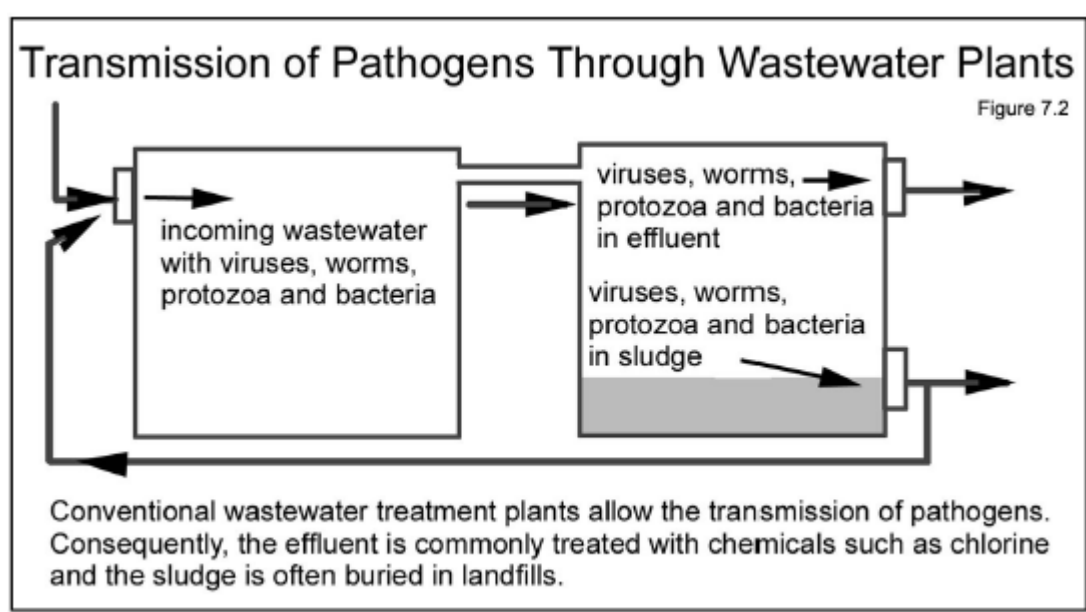 Transmission of Pathogens Through Wastewater Plants
Figure 7.2
incoming wastewater
with viruses, worms,
protozoa and bacteria
viruses, worms,
protozoa and bacteria
in effluent
viruses, worms,
protozoa and bacteria
in sludge
Conventional wastewater treatment plants allow the transmission of pathogens.
Consequently, the effluent is commonly treated with chemicals such as chlorine
and the sludge is often buried in landfills.